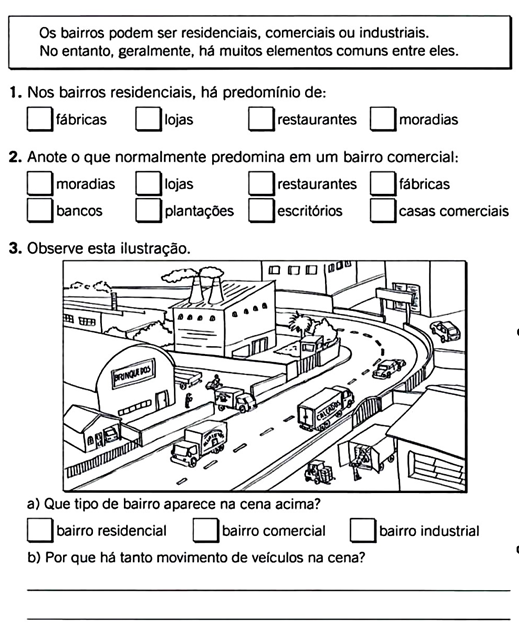 Os bairros podem ser residenciais, comerciais ou industriais.
No entanto, geralmente, há muitos elementos comuns entre eles.
1. Nos bairros residenciais, há predomínio de:
fábricas lojas restaurantes moradias
2. Anote o que normalmente predomina em um bairro comercial:
moradias lojas restaurantes fábricas
bancos plantações escritórios casas comerciais
3. Observe esta ilustração.
BRINQUEDOS
CALÇADOS
a) Que tipo de bairro aparece na cena acima?
bairro residencial bairro comercial bairro industrial
b) Por que há tanto movimento de veículos na cena?